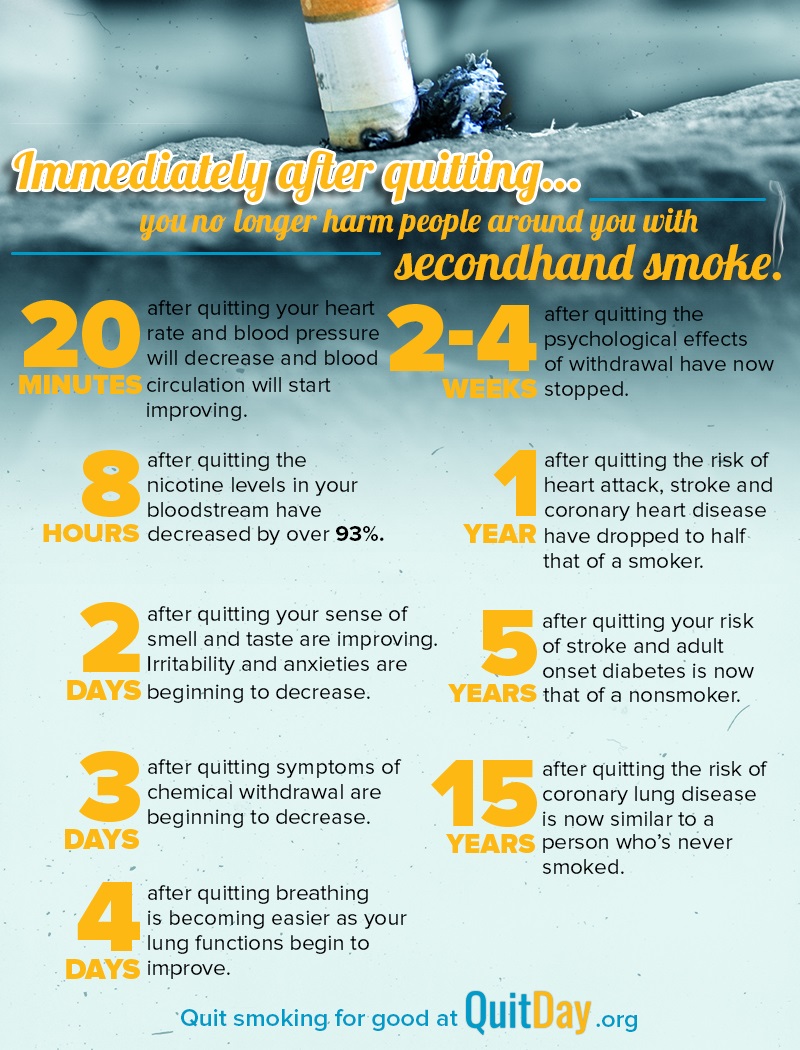 Immediately after quitting...
you no longer harm people around you with
secondhand smoke.
20
MINUTES
after quitting your heart
rate and blood pressure
will decrease and blood
circulation will start
improving.
8
HOURS
after quitting the
nicotine levels in your
bloodstream have
decreased by over 93%.
2
DAYS
after quitting your sense of
smell and taste are improving.
Irritability and anxieties are
beginning to decrease.
3
DAYS
after quitting symptoms of
chemical withdrawal are
beginning to decrease.
4
DAYS
after quitting breathing
is becoming easier as your
lung functions begin to
improve.
2-4
WEEKS
after quitting the
psychological effects
of withdrawal have now
stopped.
1
YEAR
after quitting the risk of
heart attack, stroke and
coronary heart disease
have dropped to half
that of a smoker.
5
YEARS
after quitting your risk
of stroke and adult
onset diabetes is now
that of a nonsmoker.
15
YEARS
after quitting the risk of
coronary lung disease
is now similar to a
person who's never
smoked.
Quit smoking for good at QuitDay.org